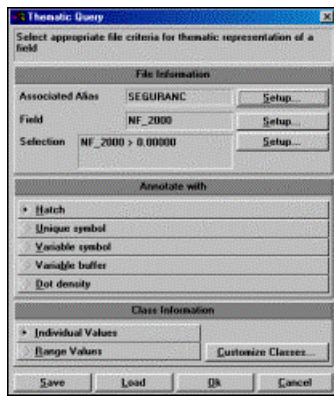 Thematic Query
Select appropriate file criteria for thematic representation of a
field
File Information
Associated Alias SEGURANC Setup...
Field NF_2000 Setup...
Selection NF_2000 > 0.00000 Setup...
Annotate with
Hatch
Unique symbol
Variable symbol
Variable buffer
Dot density
Class Information
Individual Values
Range Values Customize Classes...
Save Load Ok Cancel